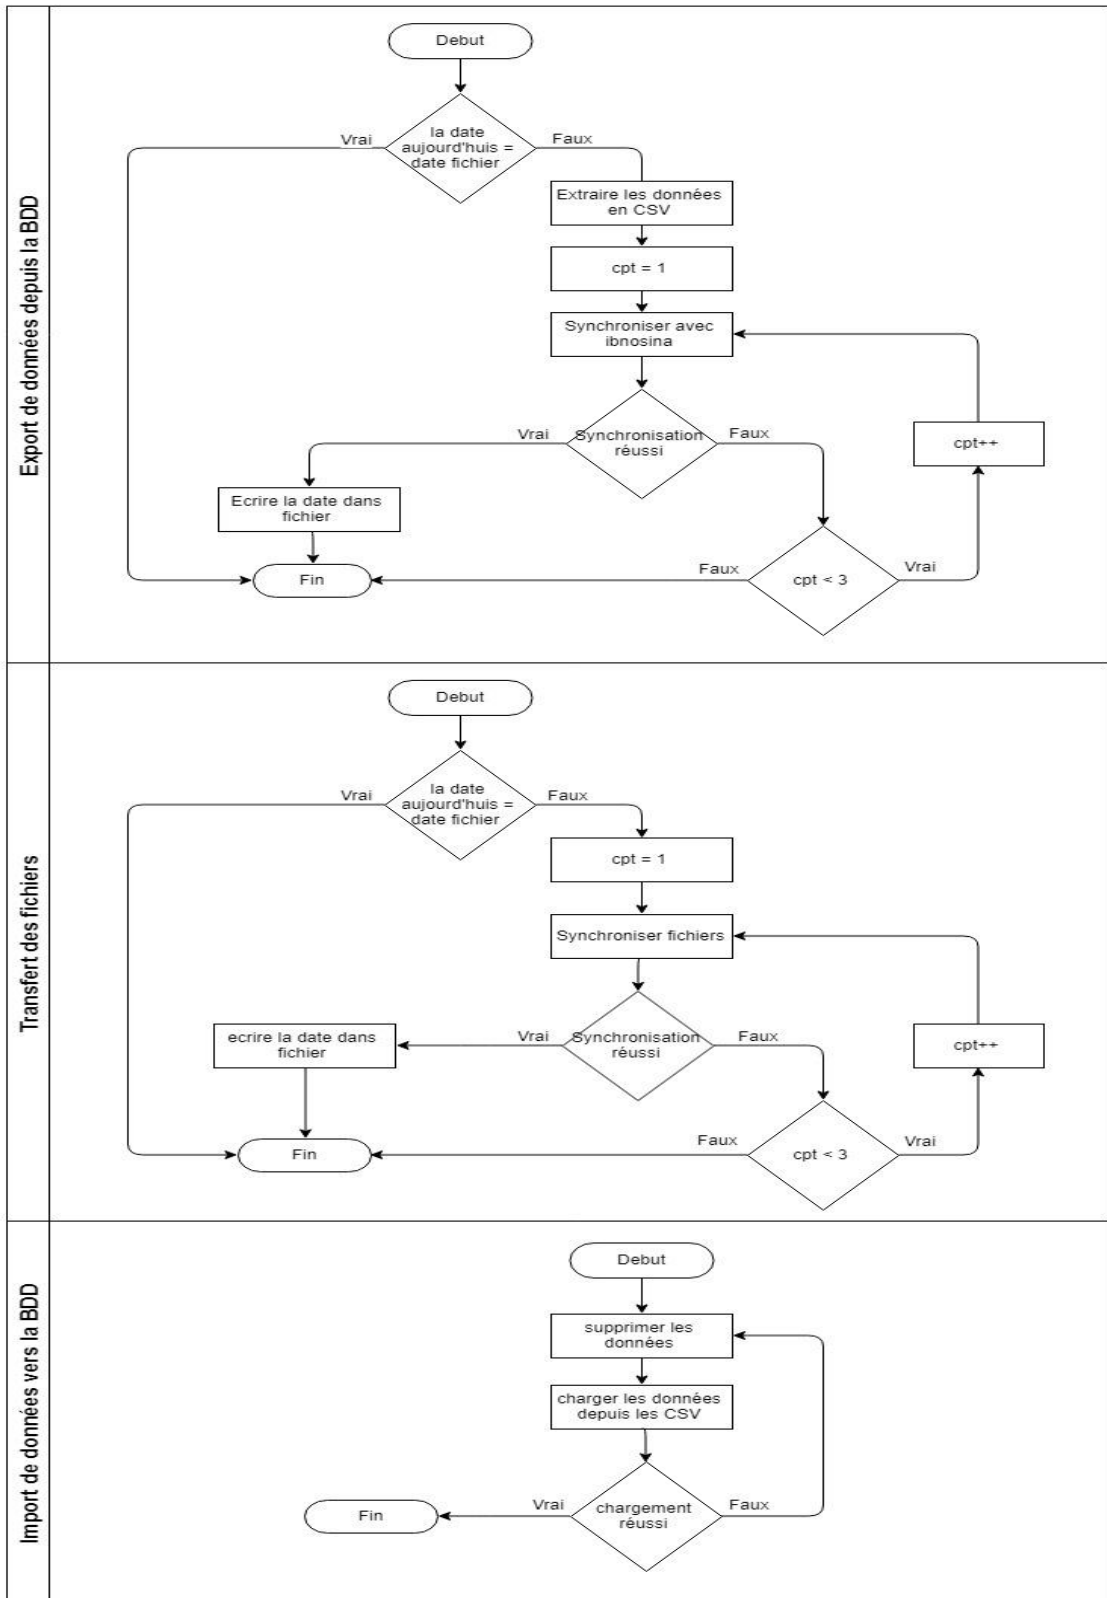 Export de données depuis la BDD
Debut
la date
aujourd'huis =
date fichier
Vrai
Faux
Extraire les données
en CSV
cpt = 1
Synchroniser avec
ibnosina
Synchronisation
réussi
Vrai
Faux
cpt++
Ecrire la date dans
fichier
Fin
Faux
cpt < 3
Vrai
Transfert des fichiers
Debut
la date
aujourd'huis =
date fichier
Vrai
Faux
cpt = 1
Synchroniser fichiers
Synchronisation
réussi
Vrai
Faux
cpt++
ecrire la date dans
fichier
Fin
Faux
cpt < 3
Vrai
Import de données vers la BDD
Debut
supprimer les
données
charger les données
depuis les CSV
chargement
réussi
Vrai
Faux
Fin